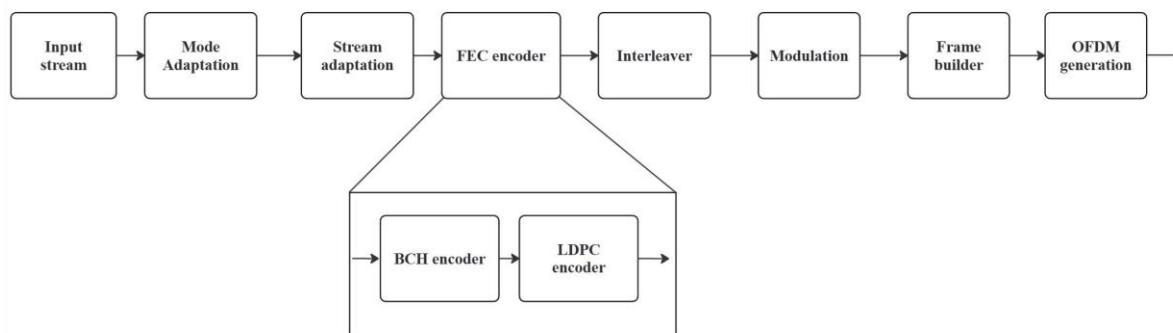 Input
stream
Mode
Adaptation
Stream
adaptation
FEC encoder
Interleaver
Modulation
Frame
builder
OFDM
generation
BCH encoder
LDPC
encoder